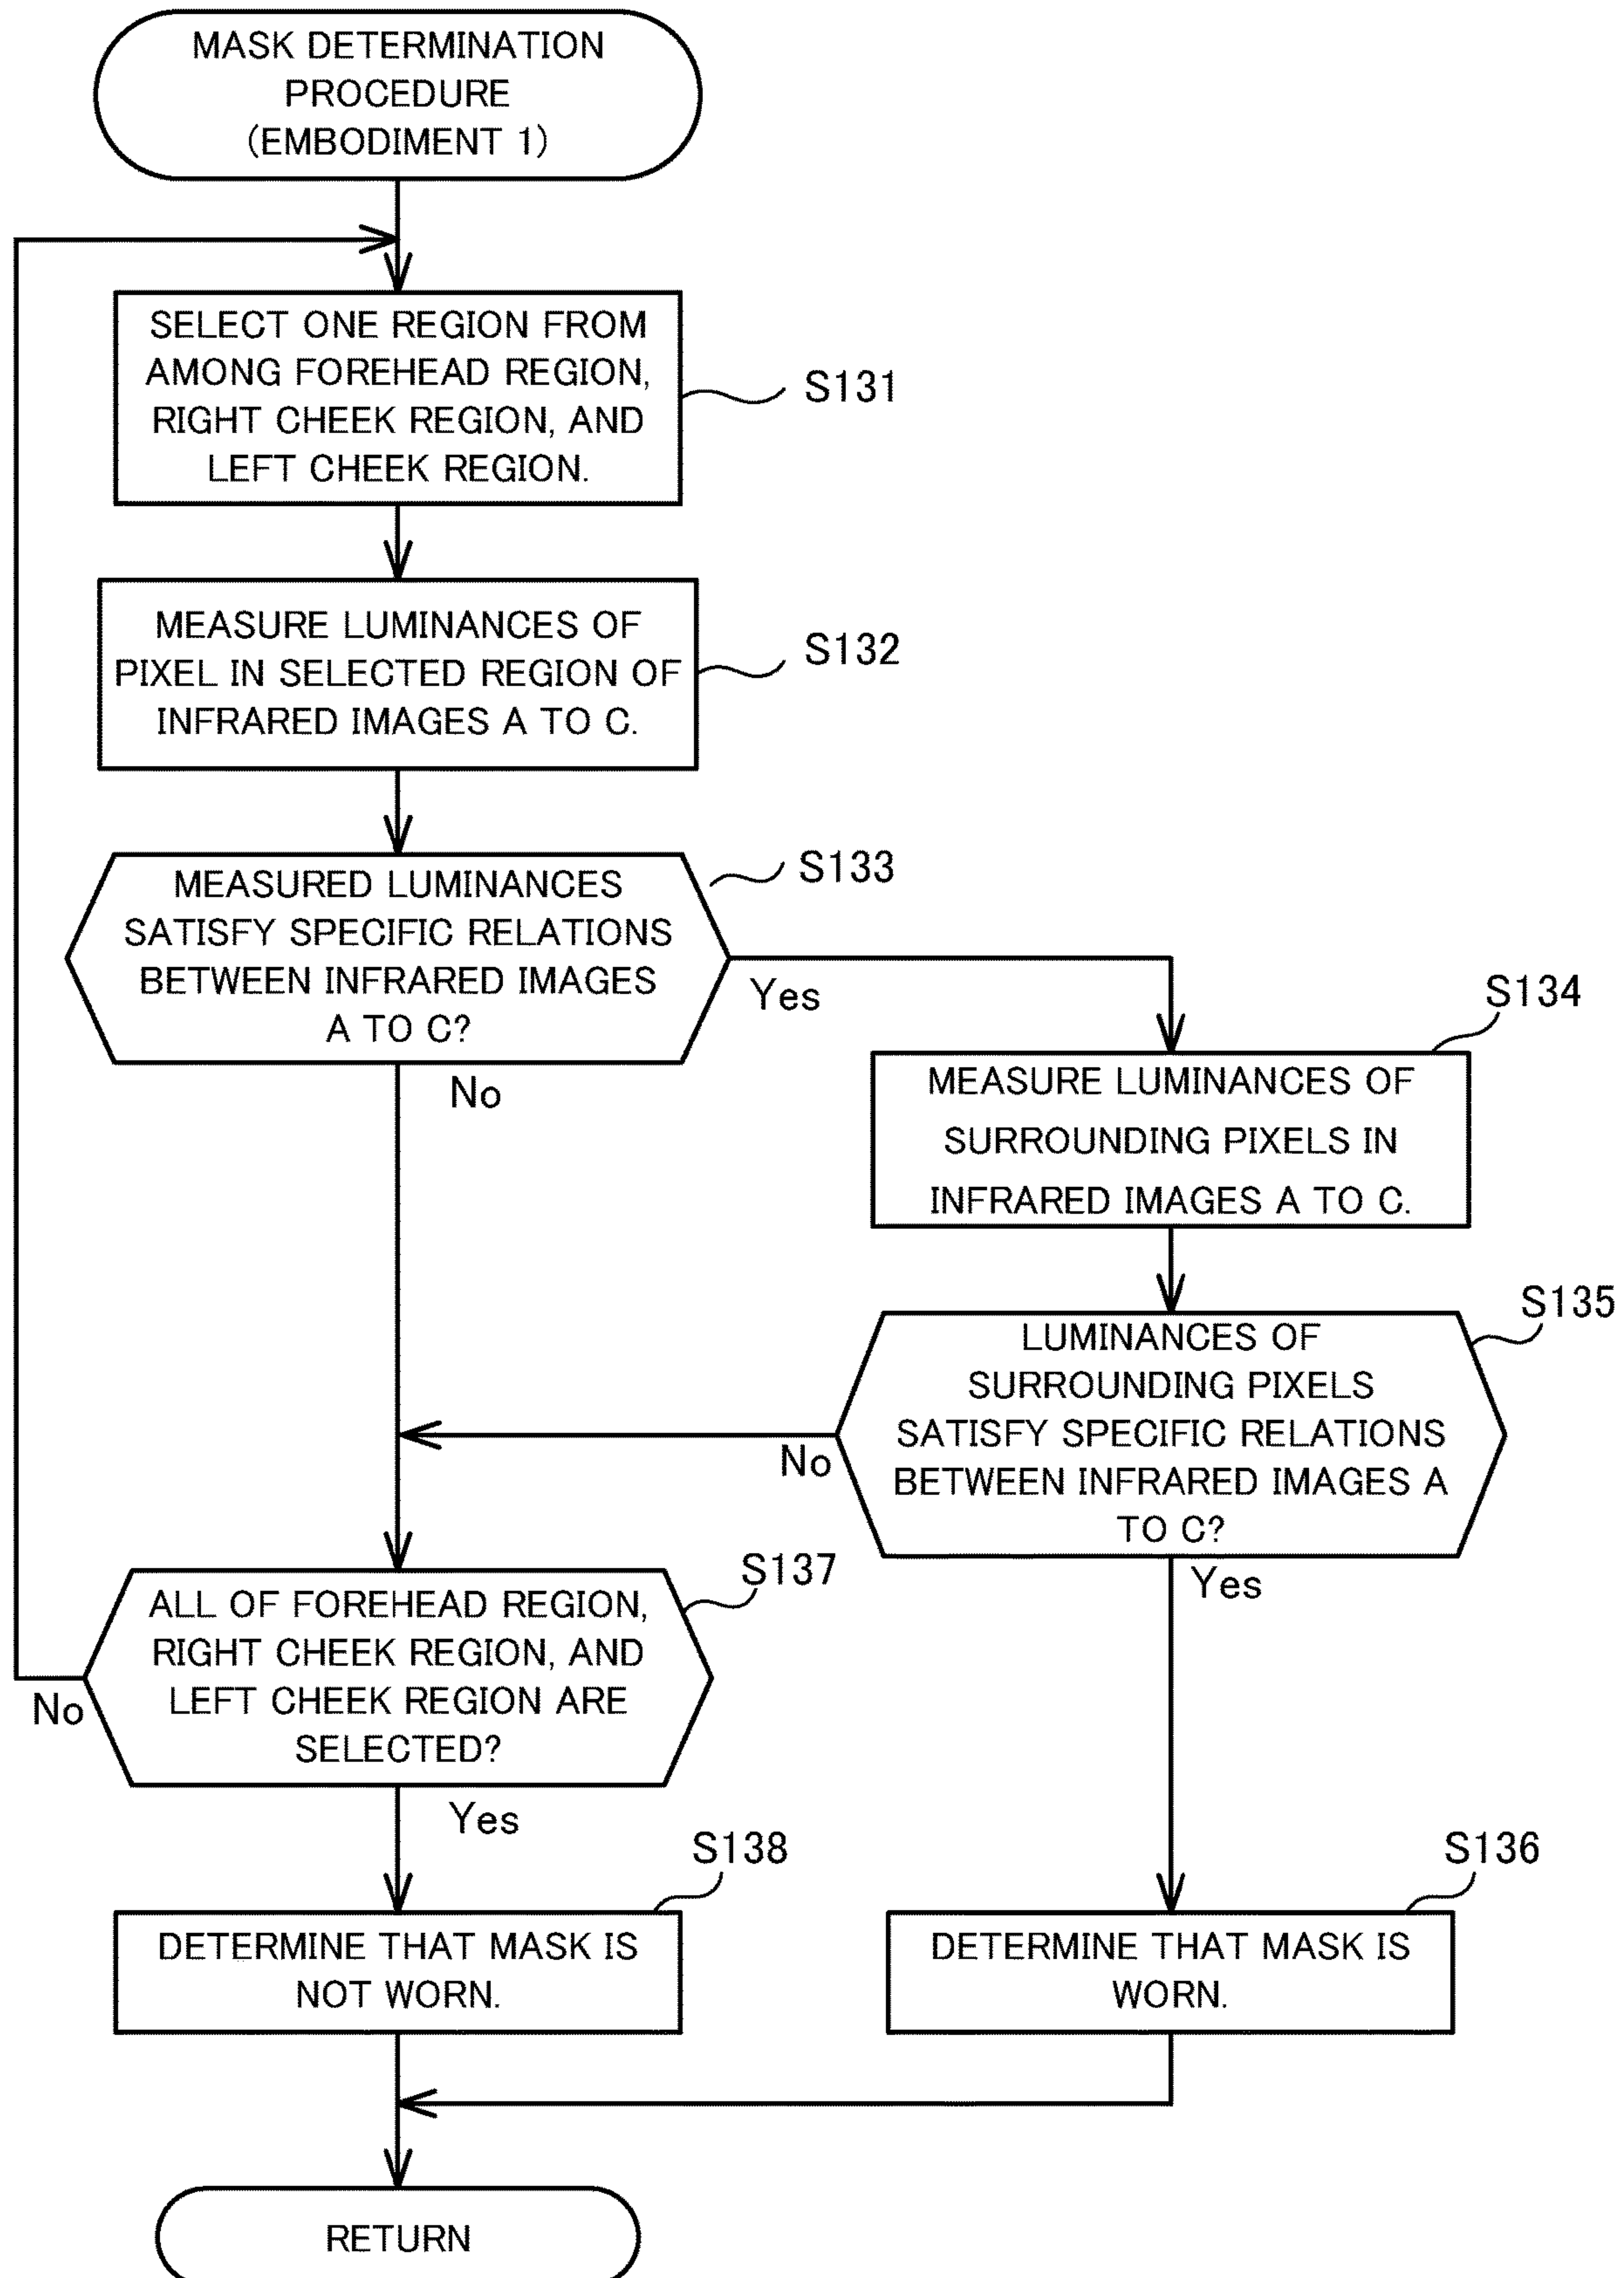 MASK DETERMINATION
PROCEDURE
(EMBODIMENT 1)
SELECT ONE REGION FROM
AMONG FOREHEAD REGION,
RIGHT CHEEK REGION, AND
LEFT CHEEK REGION.
S131
MEASURE LUMINANCES OF
PIXEL IN SELECTED REGION OF
INFRARED IMAGES A TO C.
S132
MEASURED LUMINANCES
SATISFY SPECIFIC RELATIONS
BETWEEN INFRARED IMAGES
A TO C?
S133
Yes
No
S134
MEASURE LUMINANCES OF
SURROUNDING PIXELS IN
INFRARED IMAGES A TO C.
S135
LUMINANCES OF
SURROUNDING PIXELS
SATISFY SPECIFIC RELATIONS
BETWEEN INFRARED IMAGES A
TO C?
No
Yes
S137
ALL OF FOREHEAD REGION,
RIGHT CHEEK REGION, AND
LEFT CHEEK REGION ARE
SELECTED?
No
Yes
S138
DETERMINE THAT MASK IS
NOT WORN.
S136
DETERMINE THAT MASK IS
WORN.
RETURN